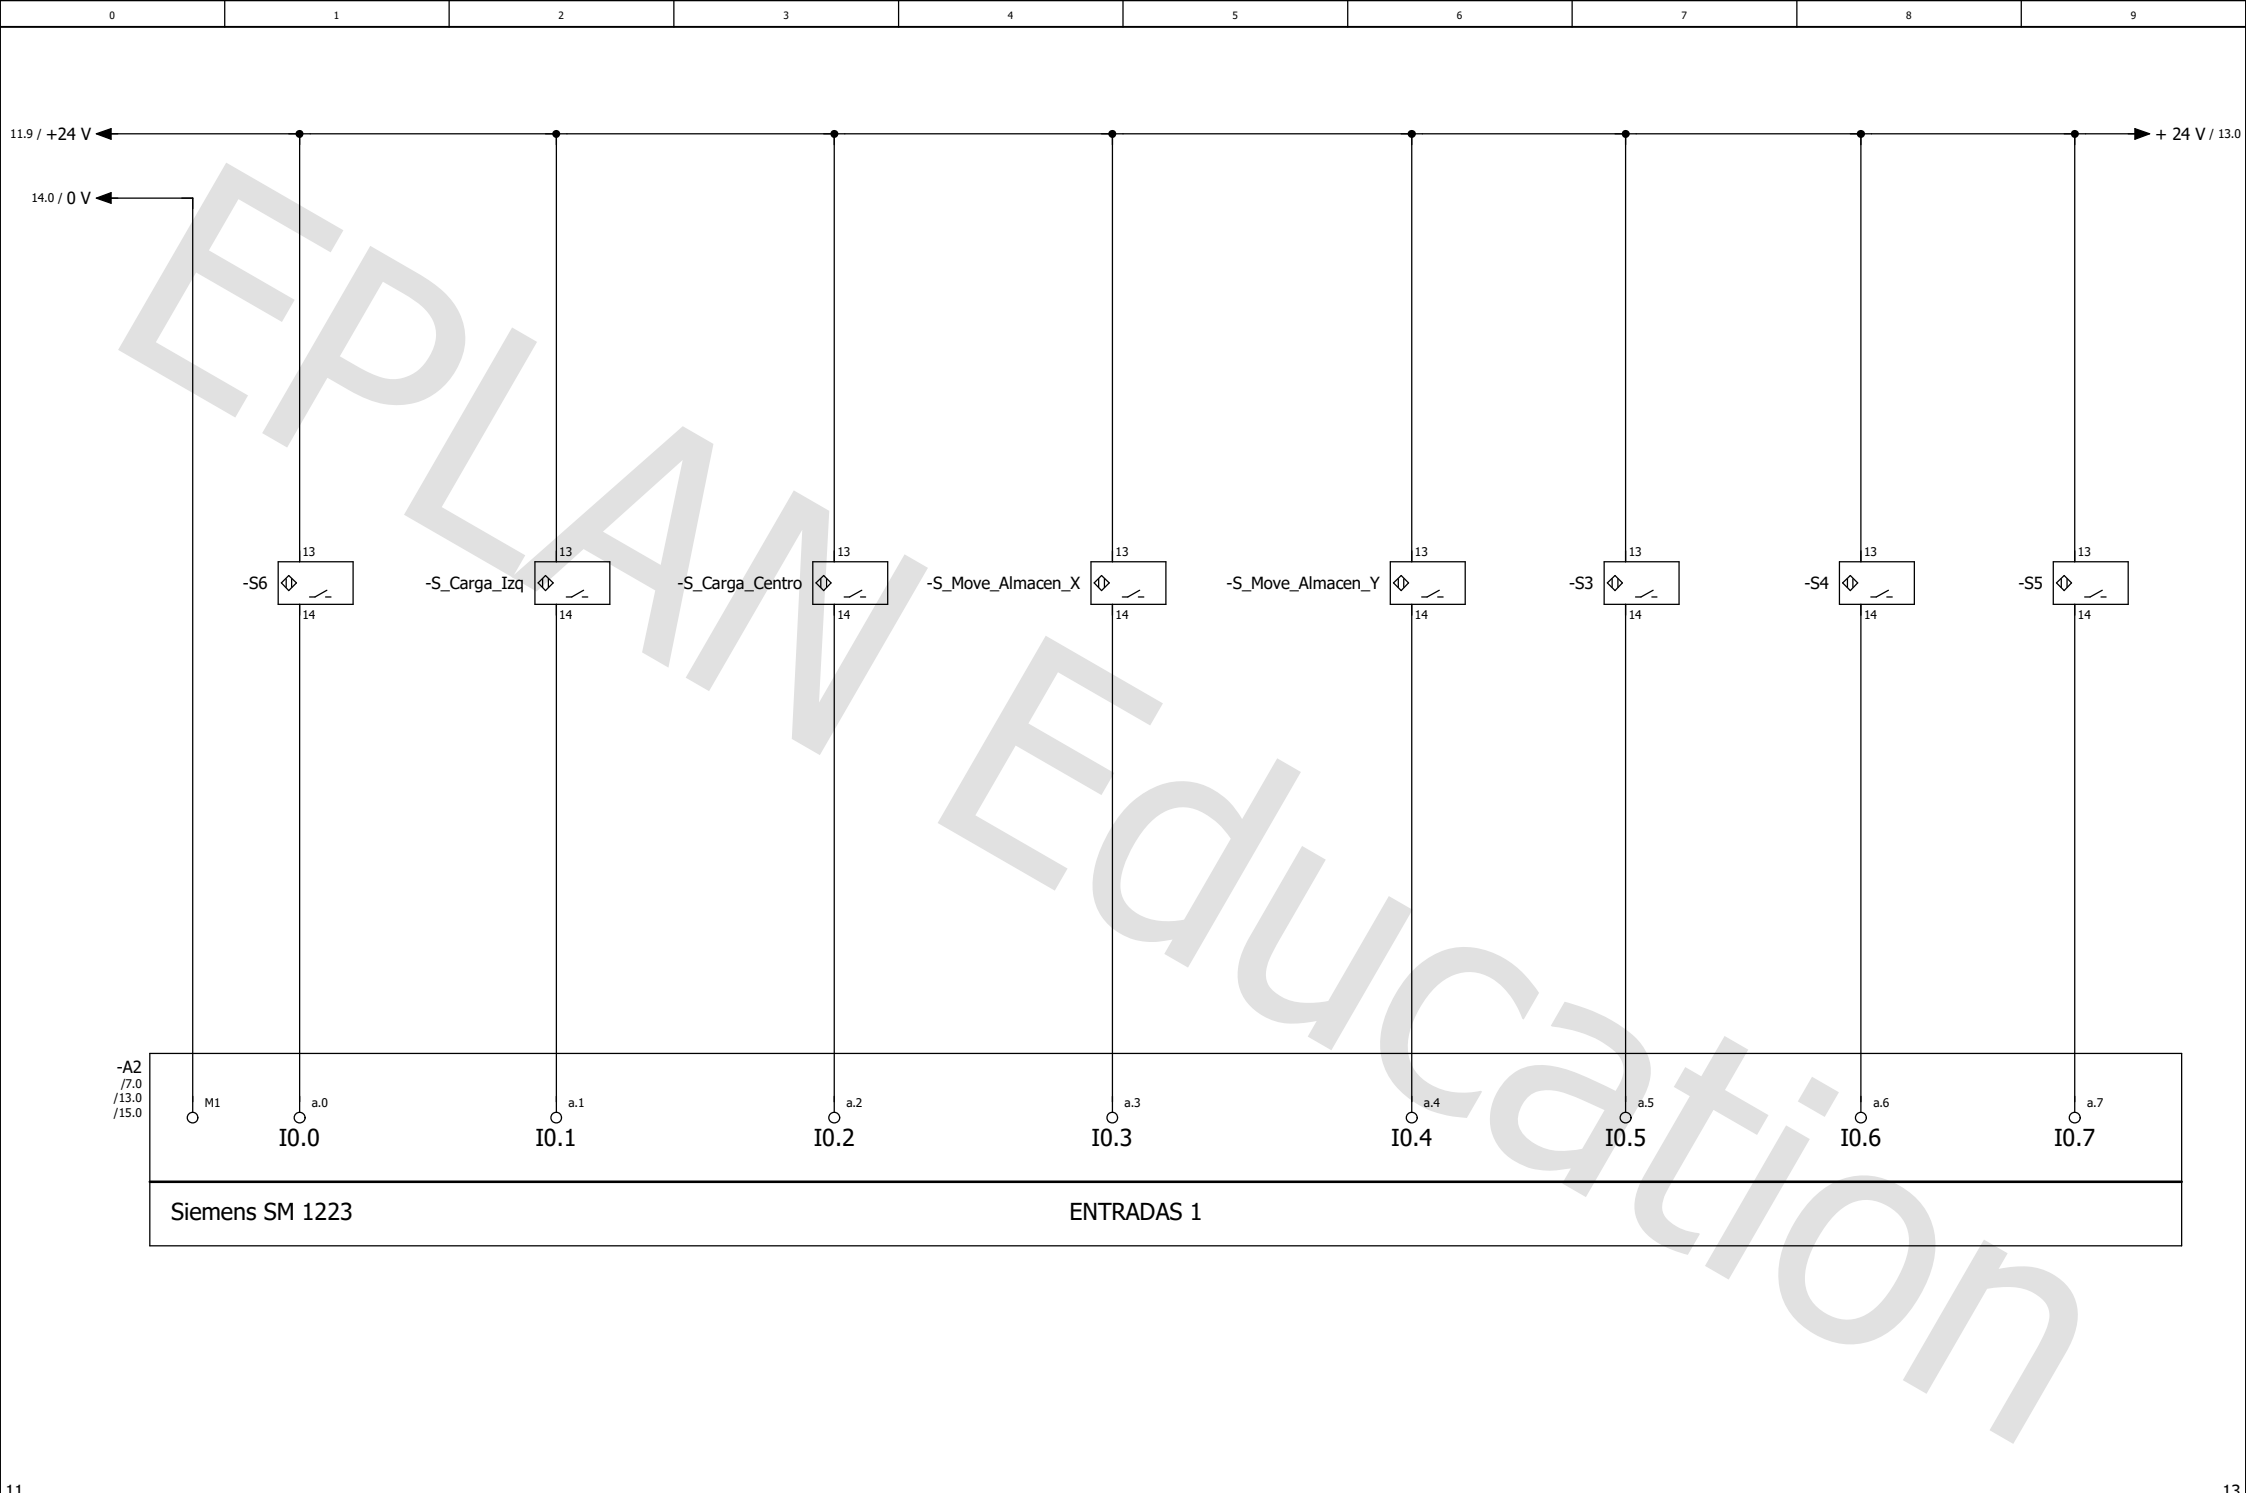 0 1 2 3 4 5 6 7 8 9
11.9 / +24 V + 24 V / 13.0
14.0 / 0 V
EPLAN Education
13 13 13 13 13 13 13 13
-S6 -S_Carga_Izq -S_Carga_Centro -S_Move_Almacen_X -S_Move_Almacen_Y -S3 -S4 -S5
14 14 14 14 14 14 14 14
-A2
/7.0
/13.0
/15.0
M1 a.0 a.1 a.2 a.3 a.4 a.5 a.6 a.7
I0.0 I0.1 I0.2 I0.3 I0.4 I0.5 I0.6 I0.7
Siemens SM 1223 ENTRADAS 1
11 13